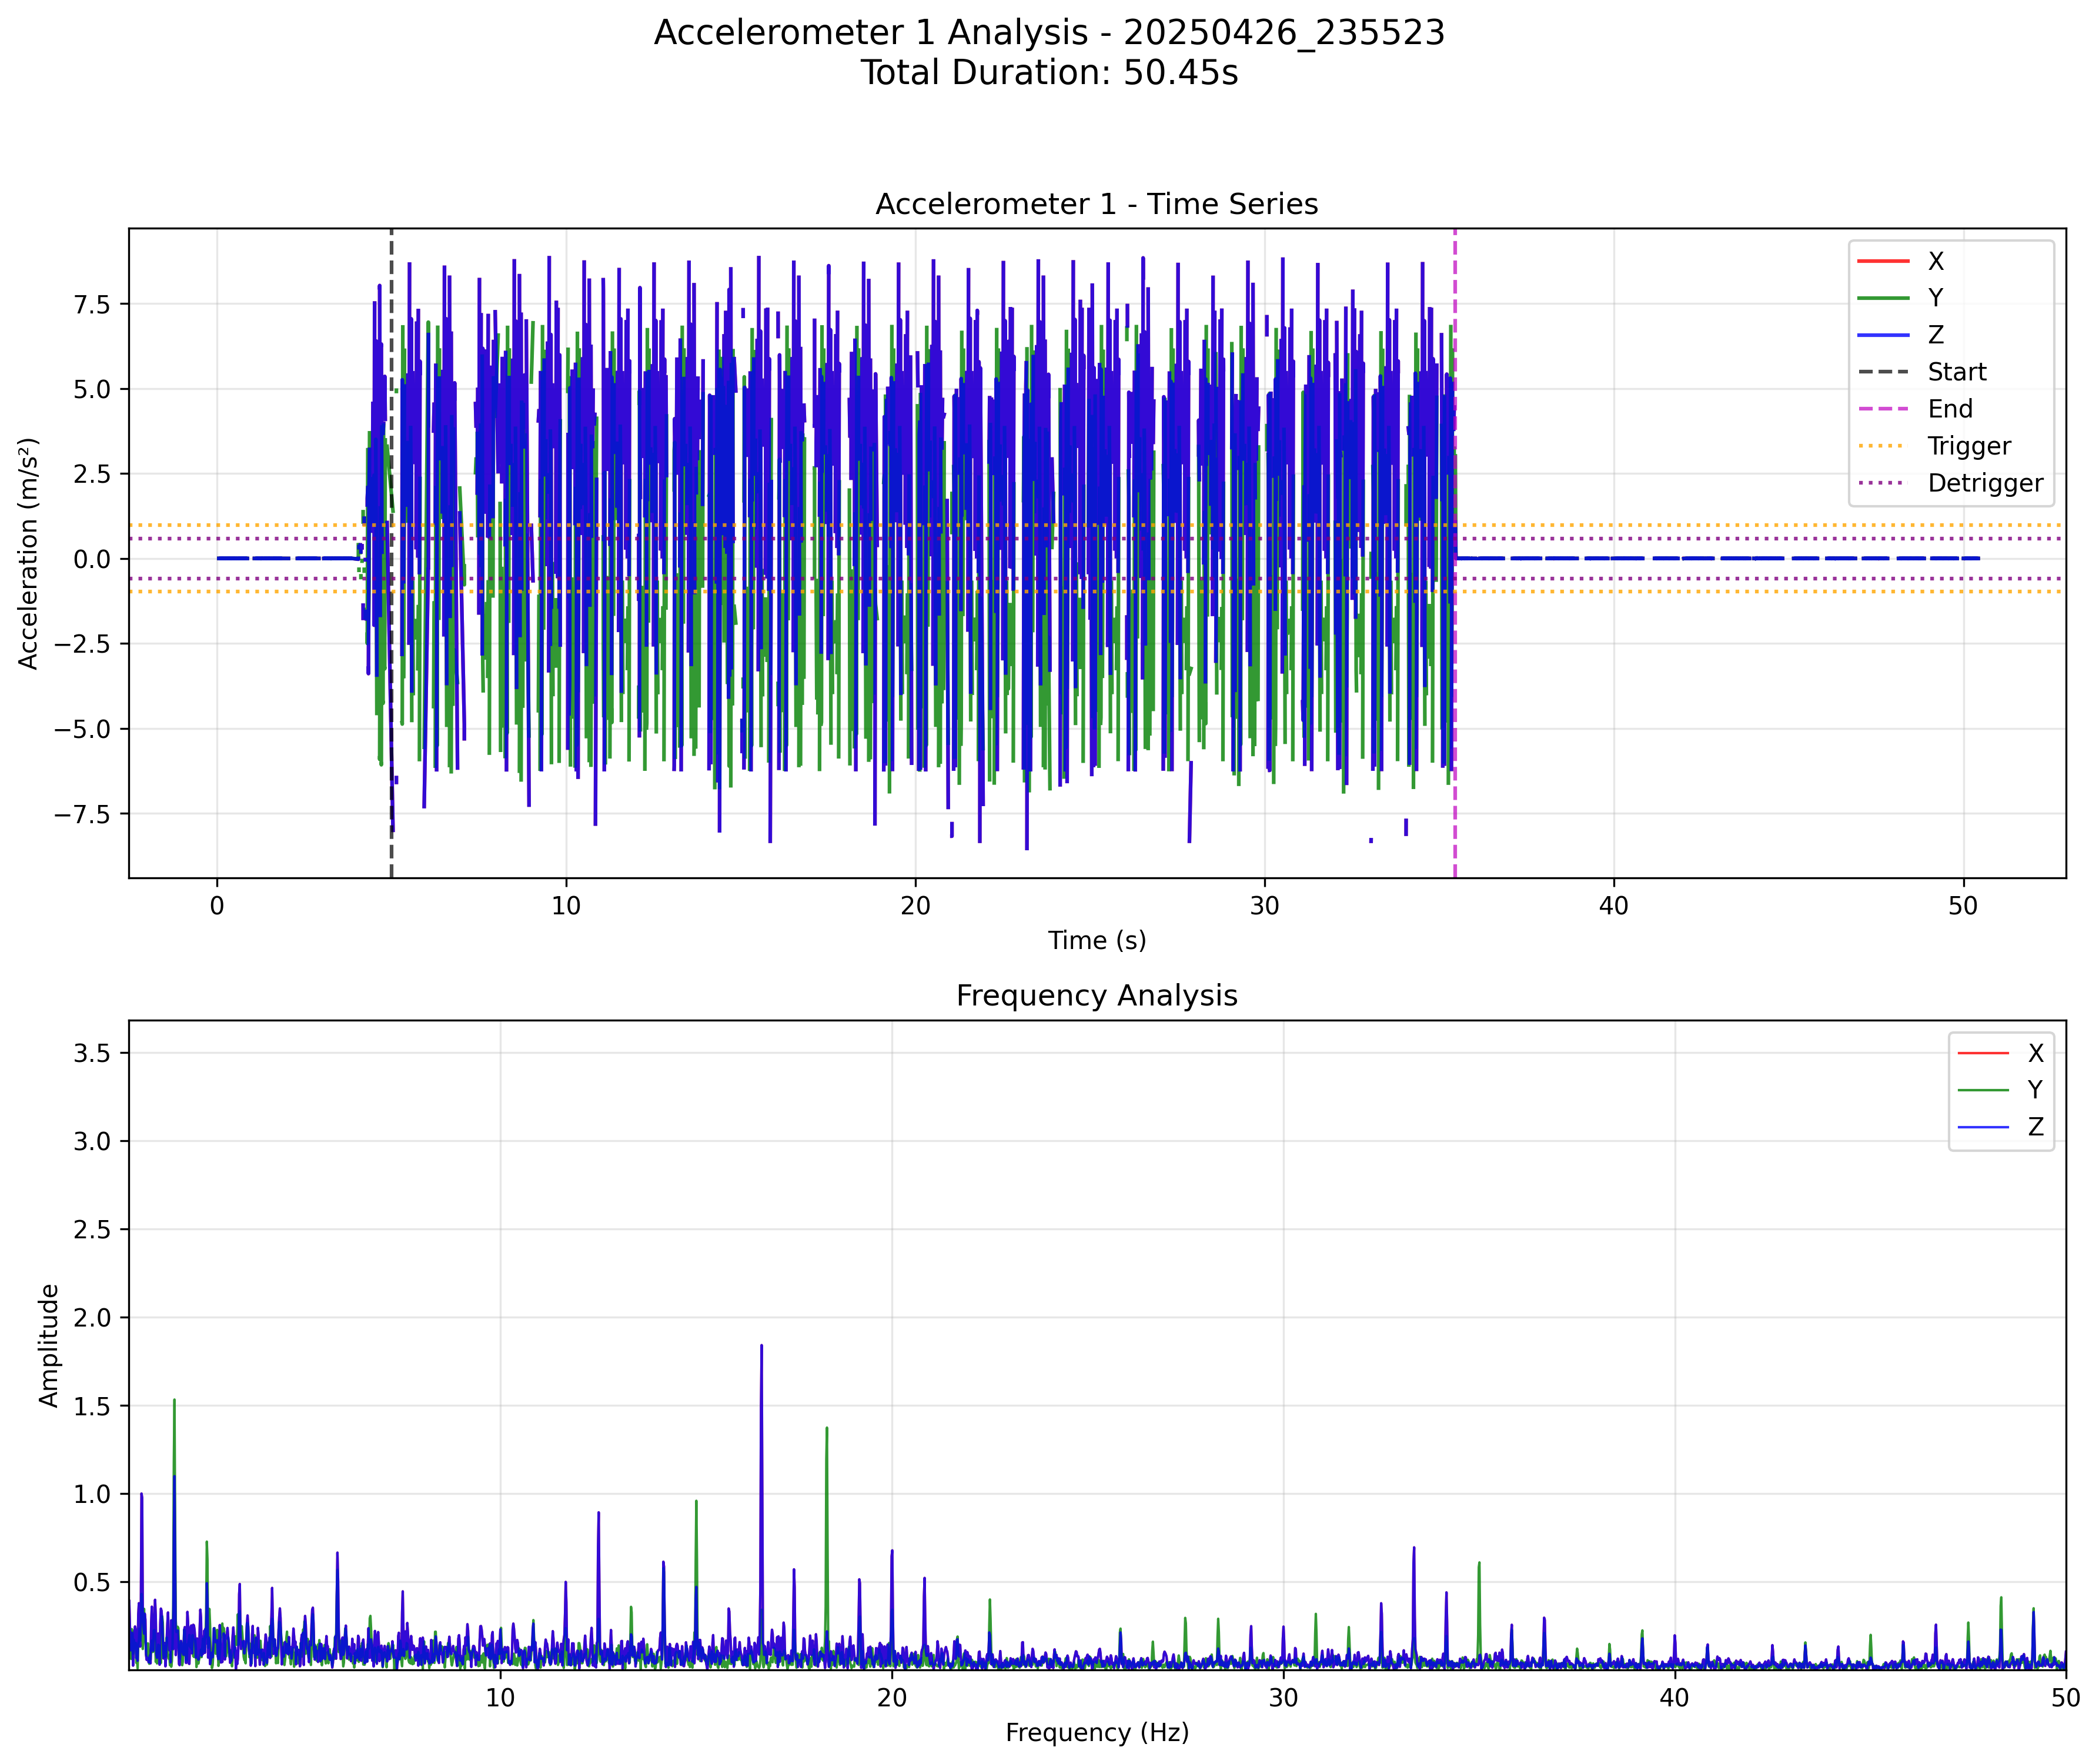 Accelerometer 1 Analysis - 20250426_235523
Total Duration: 50.45s
Accelerometer 1 - Time Series
Acceleration (m/s²)
7.5
5.0
2.5
0.0
−2.5
−5.0
−7.5
X
Y
Z
Start
End
Trigger
Detrigger
0
10
20
30
40
50
Time (s)
Frequency Analysis
Amplitude
3.5
3.0
2.5
2.0
1.5
1.0
0.5
X
Y
Z
10
20
30
40
50
Frequency (Hz)